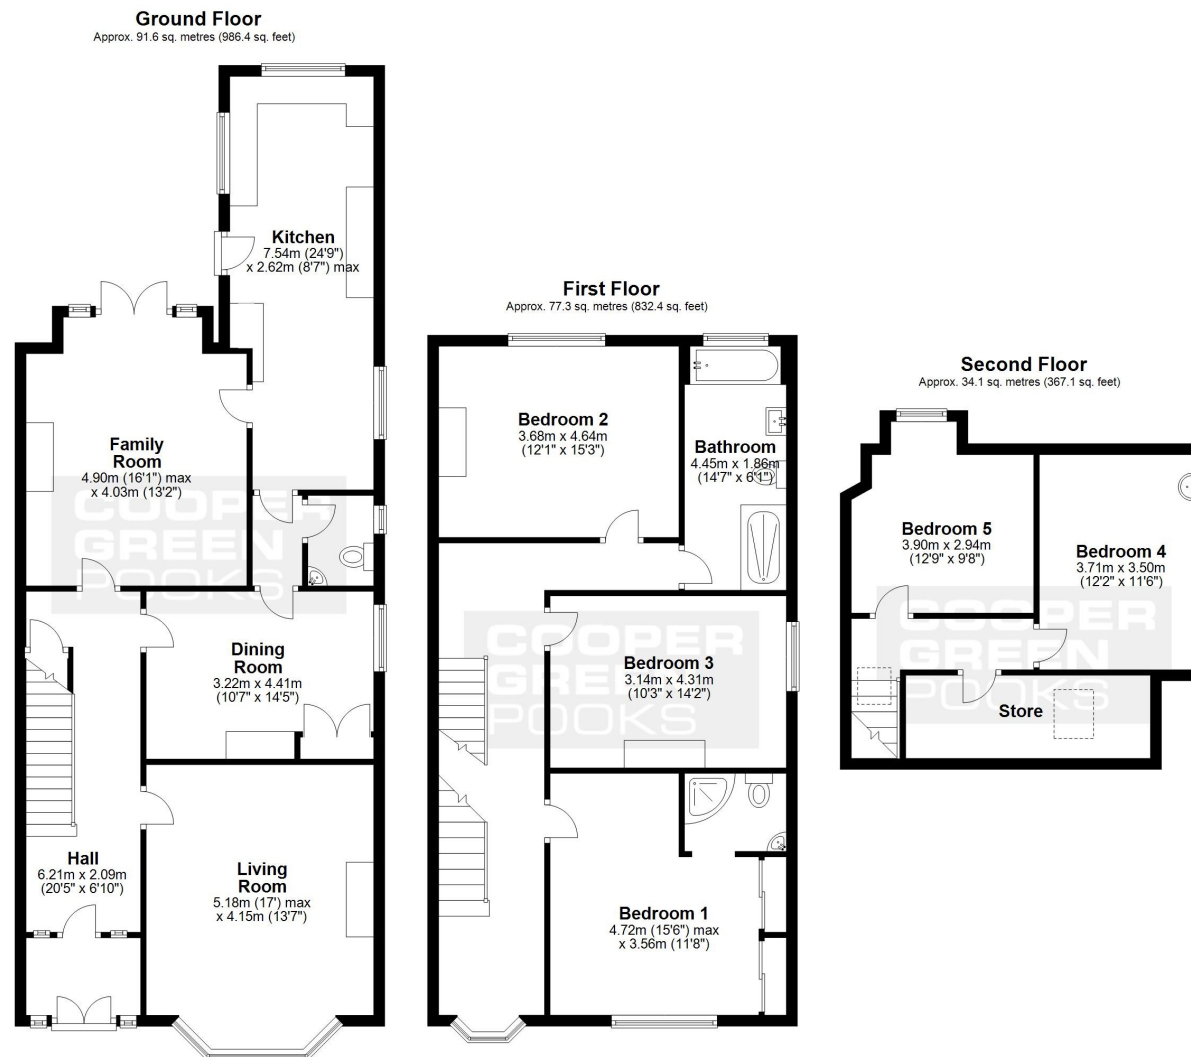 Ground Floor
Approx. 91.6 sq. metres (986.4 sq. feet)
Kitchen
7.54m (24'9")
x 2.62m (8'7") max
Family
Room
4.90m (16'1") max
x 4.03m (13'2")
COOPER
GREEN
POOKS
Dining
Room
3.22m x 4.41m
(10'7" x 14'5")
Hall
6.21m x 2.09m
(20'5" x 6'10")
Living
Room
5.18m (17') max
x 4.15m (13'7")
First Floor
Approx. 77.3 sq. metres (832.4 sq. feet)
Bedroom 2
3.68m x 4.64m
(12'1" x 15'3")
Bathroom
4.45m x 1.86m
(14'7" x 6'1")
COOPER
GREEN
POOKS
Bedroom 3
3.14m x 4.31m
(10'3" x 14'2")
Bedroom 1
4.72m (15'6") max
x 3.56m (11'8")
Second Floor
Approx. 34.1 sq. metres (367.1 sq. feet)
Bedroom 5
3.90m x 2.94m
(12'9" x 9'8")
Bedroom 4
3.71m x 3.50m
(12'2" x 11'6")
COOPER
GREEN
POOKS
Store